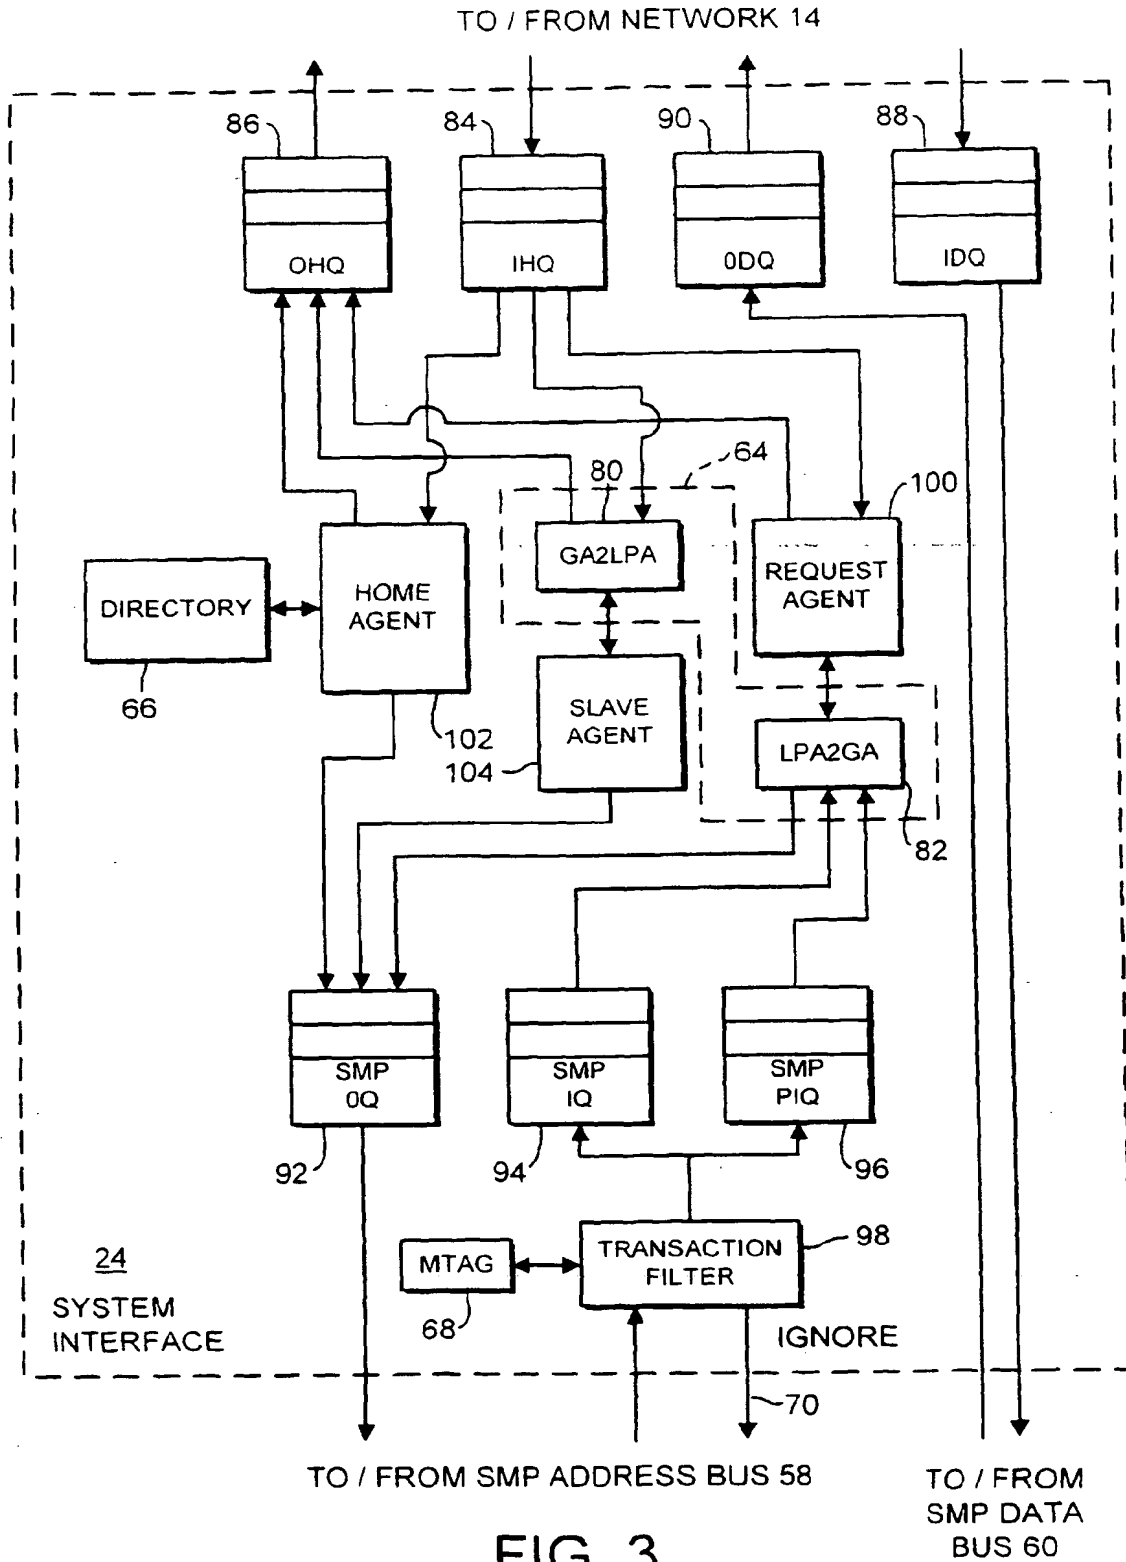 TO / FROM NETWORK 14
86
84
90
88
OHQ
IHQ
0DQ
IDQ
64
80
100
GA2LPA
REQUEST
AGENT
DIRECTORY
HOME
AGENT
66
102
SLAVE
AGENT
104
LPA2GA
82
SMP
0Q
SMP
IQ
SMP
PIQ
92
94
96
98
TRANSACTION
FILTER
MTAG
68
24
SYSTEM
INTERFACE
IGNORE
70
TO / FROM SMP ADDRESS BUS 58
TO / FROM
SMP DATA
BUS 60
FIG. 3